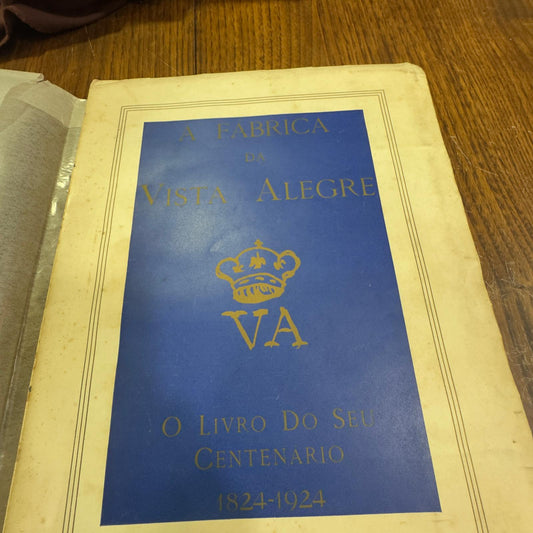 A FABRICA
DA
VISTA ALEGRE
VA
O LIVRO DO SEU
CENTENARIO
1824-1924